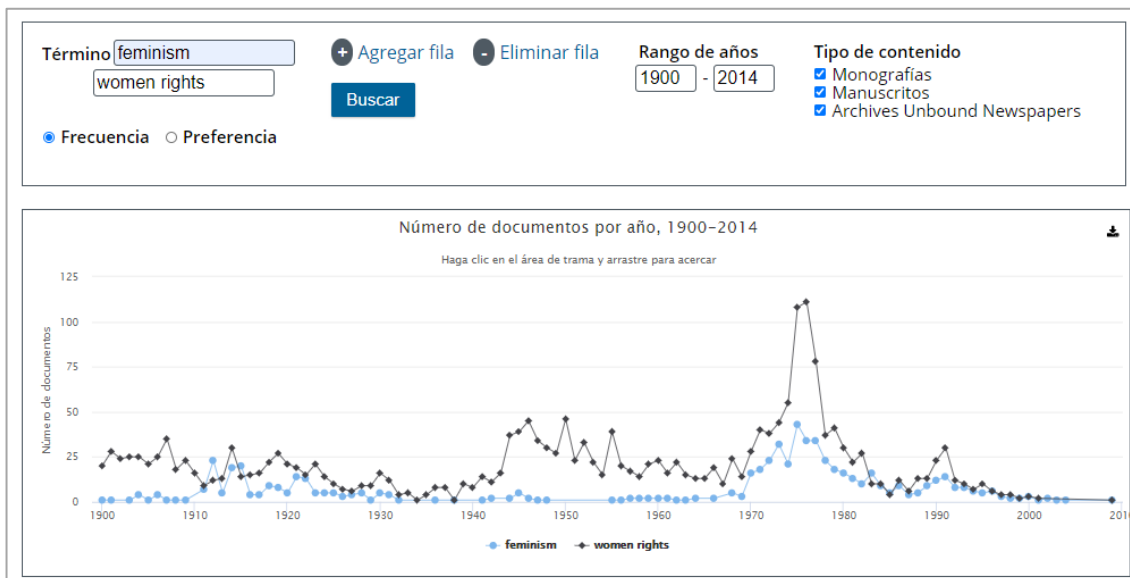 Término feminism
+ Agregar fila - Eliminar fila
Rango de años
Tipo de contenido
women rights
1900 - 2014
Monografías
Manuscritos
Archives Unbound Newspapers
Buscar
Frecuencia Preferencia
Número de documentos por año, 1900-2014
Haga clic en el área de trama y arrastre para acercar
Número de documentos
125
100
75
50
25
0
1900 1910 1920 1930 1940 1950 1960 1970 1980 1990 2000
feminism women rights